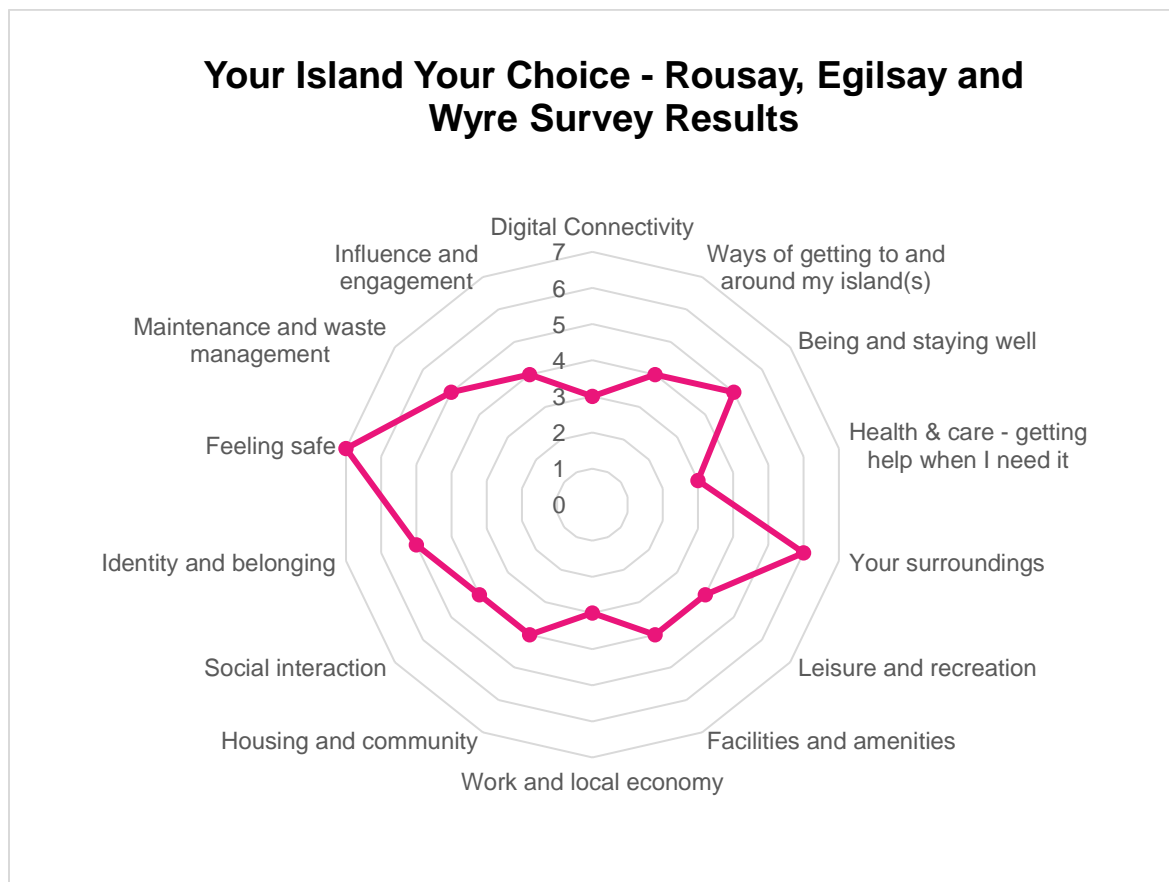 Your Island Your Choice - Rousay, Egilsay and
Wyre Survey Results
Digital Connectivity
Ways of getting to and
around my island(s)
Being and staying well
Health & care - getting
help when I need it
Your surroundings
Leisure and recreation
Facilities and amenities
Work and local economy
Housing and community
Social interaction
Identity and belonging
Feeling safe
Maintenance and waste
management
Influence and
engagement
7
6
5
4
3
2
1
0